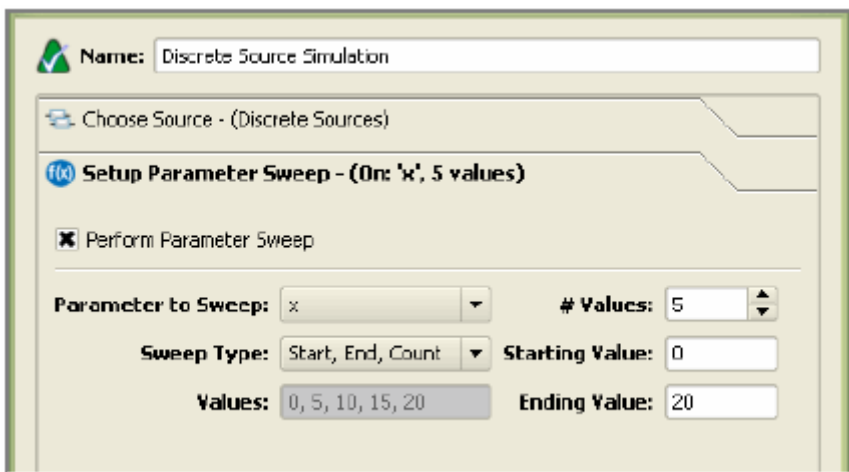 Name: Discrete Source Simulation
Choose Source - (Discrete Sources)
f(x) Setup Parameter Sweep - (On: 'x', 5 values)
Perform Parameter Sweep
Parameter to Sweep: x # Values: 5
Sweep Type: Start, End, Count Starting Value: 0
Values: 0, 5, 10, 15, 20 Ending Value: 20